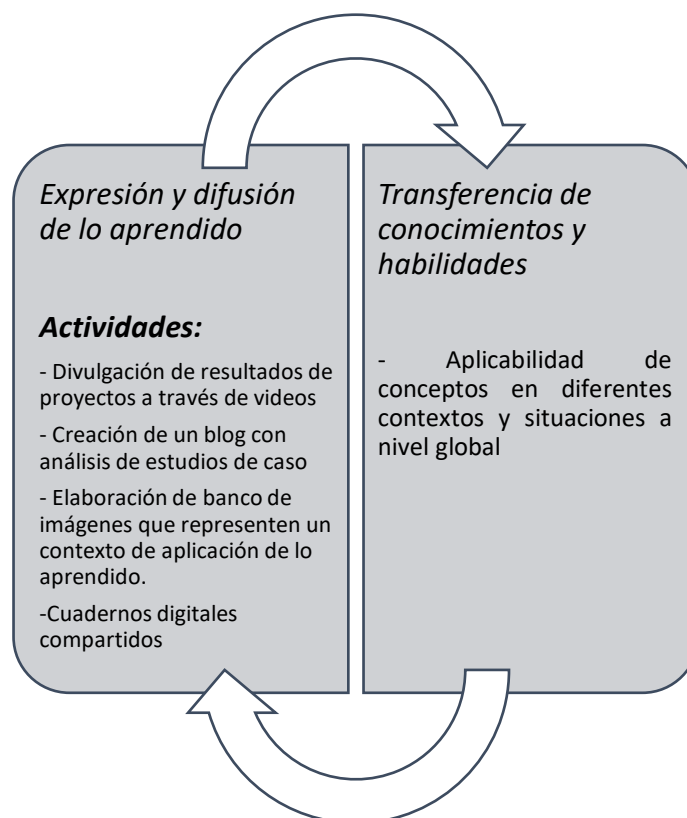 Expresión y difusión
de lo aprendido
Actividades:
- Divulgación de resultados de
proyectos a través de videos
- Creación de un blog con
análisis de estudios de caso
- Elaboración de banco de
imágenes que representen un
contexto de aplicación de lo
aprendido.
-Cuadernos digitales
compartidos
Transferencia de
conocimientos y
habilidades
- Aplicabilidad de
conceptos en diferentes
contextos y situaciones a
nivel global